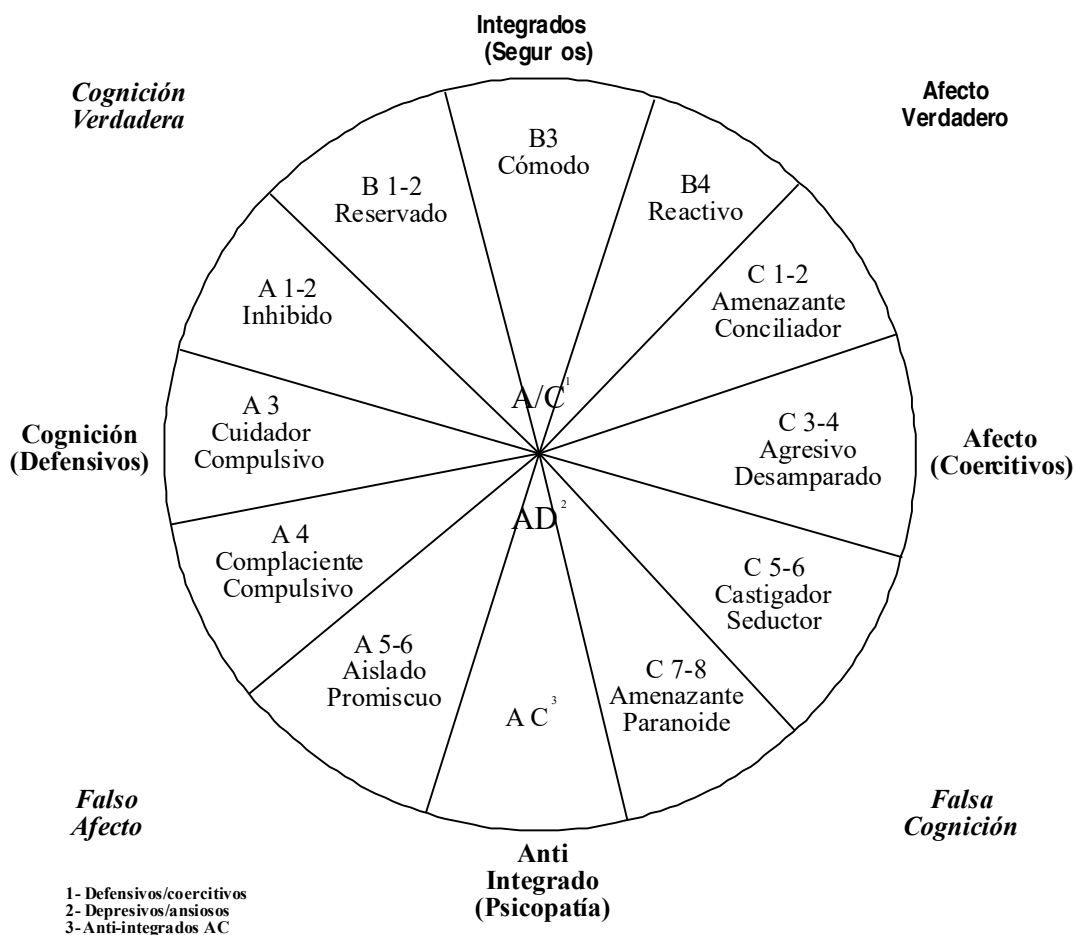 Integrados
(Segur os)
Cognición
Verdadera
Afecto
Verdadero
B3
Cómodo
B 1-2
Reservado
B4
Reactivo
A 1-2
Inhibido
C 1-2
Amenazante
Conciliador
A/C 1
A 3
Cuidador
Compulsivo
C 3-4
Agresivo
Desamparado
Cognición
(Defensivos)
Afecto
(Coercitivos)
AD 2
A 4
Complaciente
Compulsivo
C 5-6
Castigador
Seductor
A 5-6
Aislado
Promiscuo
A C 3
C 7-8
Amenazante
Paranoide
Falso
Afecto
Falsa
Cognición
Anti
Integrado
(Psicopatía)
1- Defensivos/coercitivos
2- Depresivos/ansiosos
3- Anti-integrados AC